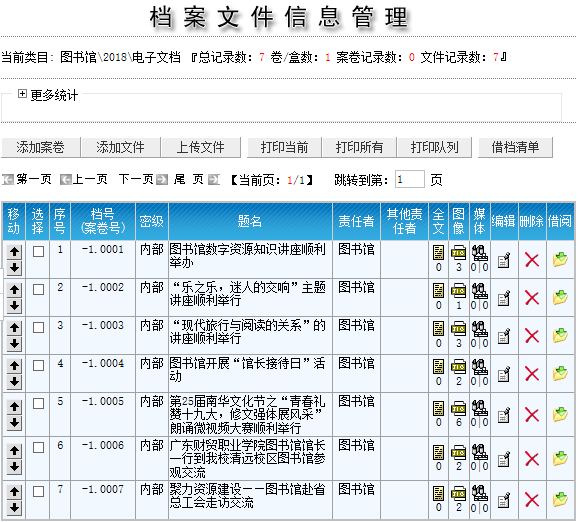 档 案 文 件 信 息 管 理
当前类目: 图书馆\2018\电子文档 『总记录数: 7 卷/盒数: 1 案卷记录数: 0 文件记录数: 7』
更多统计
添加案卷 添加文件 上传文件 打印当前 打印所有 打印队列 借档清单
第一页 上一页 下一页 尾 页 【当前页: 1/1】 跳转到第: 1 页
移动 选择 序号 档号(案卷号) 密级 题名 责任者 其他责任者 全文 图像 媒体 编辑 删除 借阅
1 -1.0001 内部 图书馆数字资源知识讲座顺利 图书馆
举办
0 3 0|0
2 -1.0002 内部 “乐之乐，迷人的交响”主题 图书馆
讲座顺利举行
0 1 0|0
3 -1.0003 内部 “现代旅行与阅读的关系”的 图书馆
讲座顺利举行
0 3 0|0
4 -1.0004 内部 图书馆开展“馆长接待日”活 图书馆
动
0 2 0|0
5 -1.0005 内部 第25届南华文化节之“青春礼 图书馆
赞十九大，修文强体展风采”
朗诵微视频大赛顺利举行
0 6 0|0
6 -1.0006 内部 广东财贸职业学院图书馆馆长 图书馆
一行到我校清远校区图书馆参
观交流
0 2 0|0
7 -1.0007 内部 聚力资源建设——图书馆赴省 图书馆
总工会走访交流
0 2 0|0